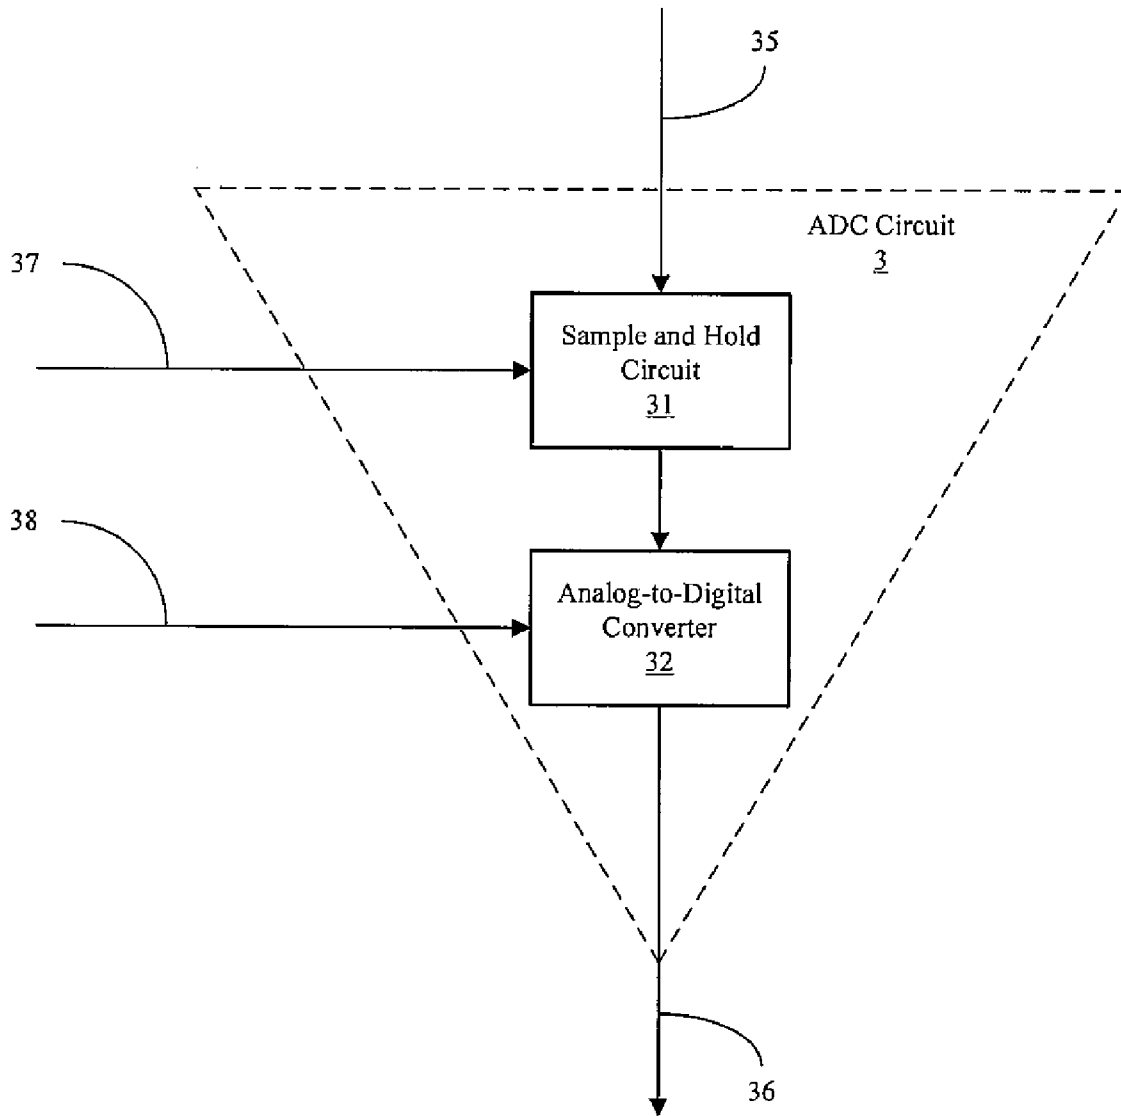 35
ADC Circuit
3
37
Sample and Hold
Circuit
31
38
Analog-to-Digital
Converter
32
36